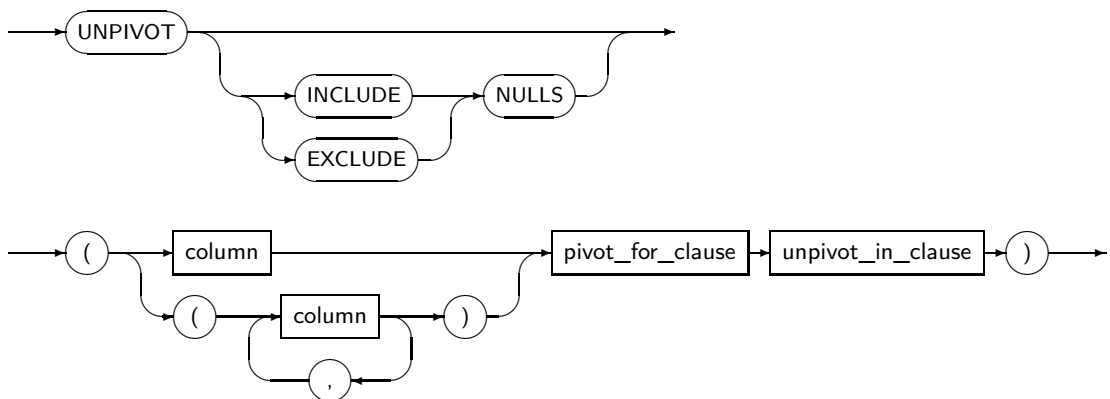 UNPIVOT
INCLUDE NULLS
EXCLUDE
( column pivot_for_clause unpivot_in_clause )
( column )
,